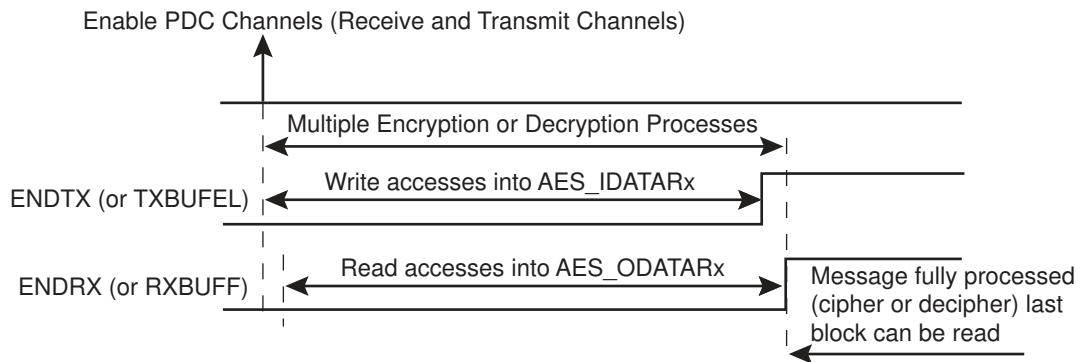 Enable PDC Channels (Receive and Transmit Channels)
Multiple Encryption or Decryption Processes
Write accesses into AES_IDATARx
ENDTX (or TXBUFEL)
Read accesses into AES_ODATARx
ENDRX (or RXBUFF)
Message fully processed
(cipher or decipher) last
block can be read